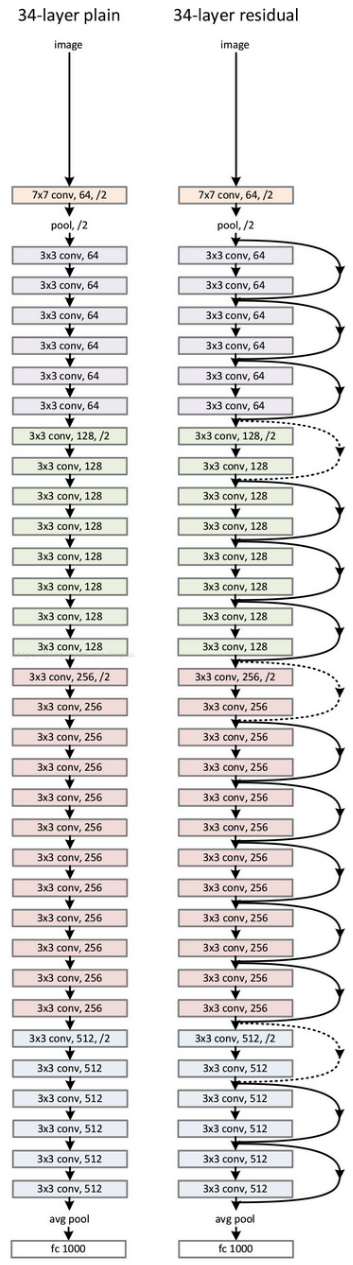 34-layer plain
image
7x7 conv, 64, /2
pool, /2
3x3 conv, 64
3x3 conv, 64
3x3 conv, 64
3x3 conv, 64
3x3 conv, 64
3x3 conv, 64
3x3 conv, 128, /2
3x3 conv, 128
3x3 conv, 128
3x3 conv, 128
3x3 conv, 128
3x3 conv, 128
3x3 conv, 128
3x3 conv, 128
3x3 conv, 256, /2
3x3 conv, 256
3x3 conv, 256
3x3 conv, 256
3x3 conv, 256
3x3 conv, 256
3x3 conv, 256
3x3 conv, 256
3x3 conv, 256
3x3 conv, 256
3x3 conv, 256
3x3 conv, 256
3x3 conv, 512, /2
3x3 conv, 512
3x3 conv, 512
3x3 conv, 512
3x3 conv, 512
3x3 conv, 512
avg pool
fc 1000
34-layer residual
image
7x7 conv, 64, /2
pool, /2
3x3 conv, 64
3x3 conv, 64
3x3 conv, 64
3x3 conv, 64
3x3 conv, 64
3x3 conv, 64
3x3 conv, 128, /2
3x3 conv, 128
3x3 conv, 128
3x3 conv, 128
3x3 conv, 128
3x3 conv, 128
3x3 conv, 128
3x3 conv, 128
3x3 conv, 256, /2
3x3 conv, 256
3x3 conv, 256
3x3 conv, 256
3x3 conv, 256
3x3 conv, 256
3x3 conv, 256
3x3 conv, 256
3x3 conv, 256
3x3 conv, 256
3x3 conv, 256
3x3 conv, 256
3x3 conv, 512, /2
3x3 conv, 512
3x3 conv, 512
3x3 conv, 512
3x3 conv, 512
3x3 conv, 512
avg pool
fc 1000